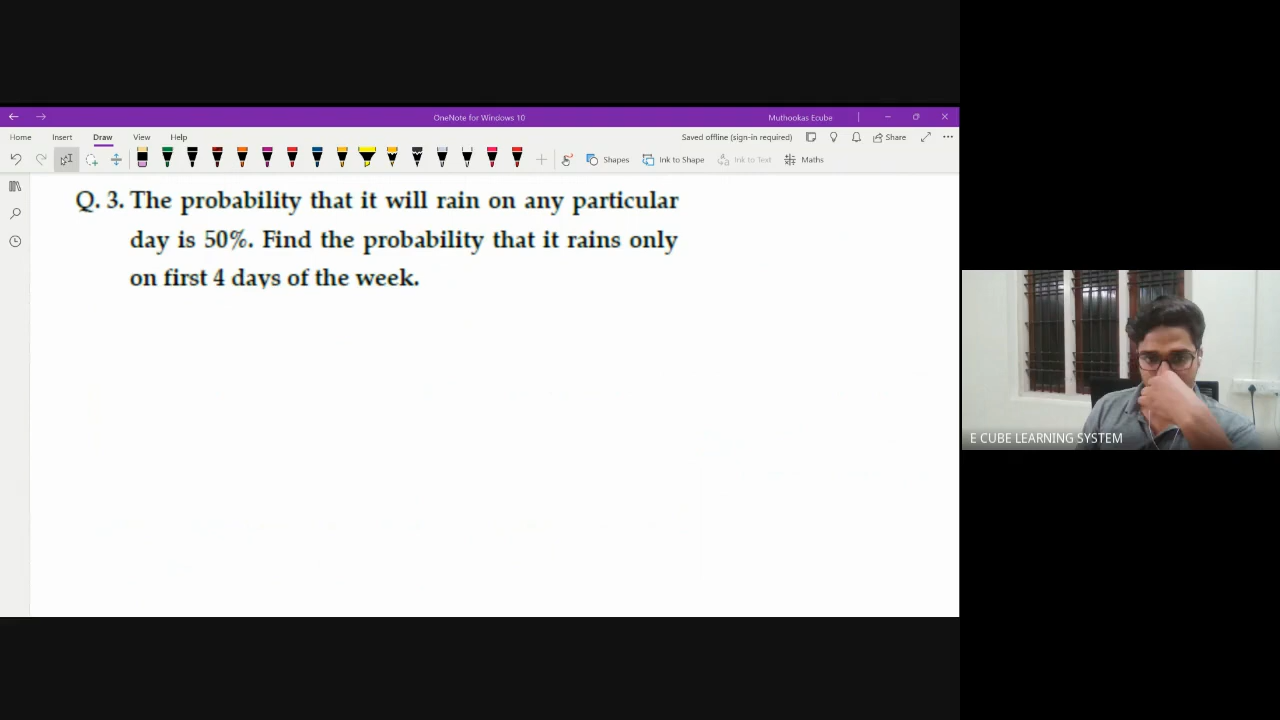 OneNote for Windows 10
Muthookas Ecube
Home Insert Draw View Help
Saved offline (sign-in required)
Share
Shapes
Ink to Shape
Ink to Text
Maths
Q. 3. The probability that it will rain on any particular
day is 50%. Find the probability that it rains only
on first 4 days of the week.
E CUBE LEARNING SYSTEM